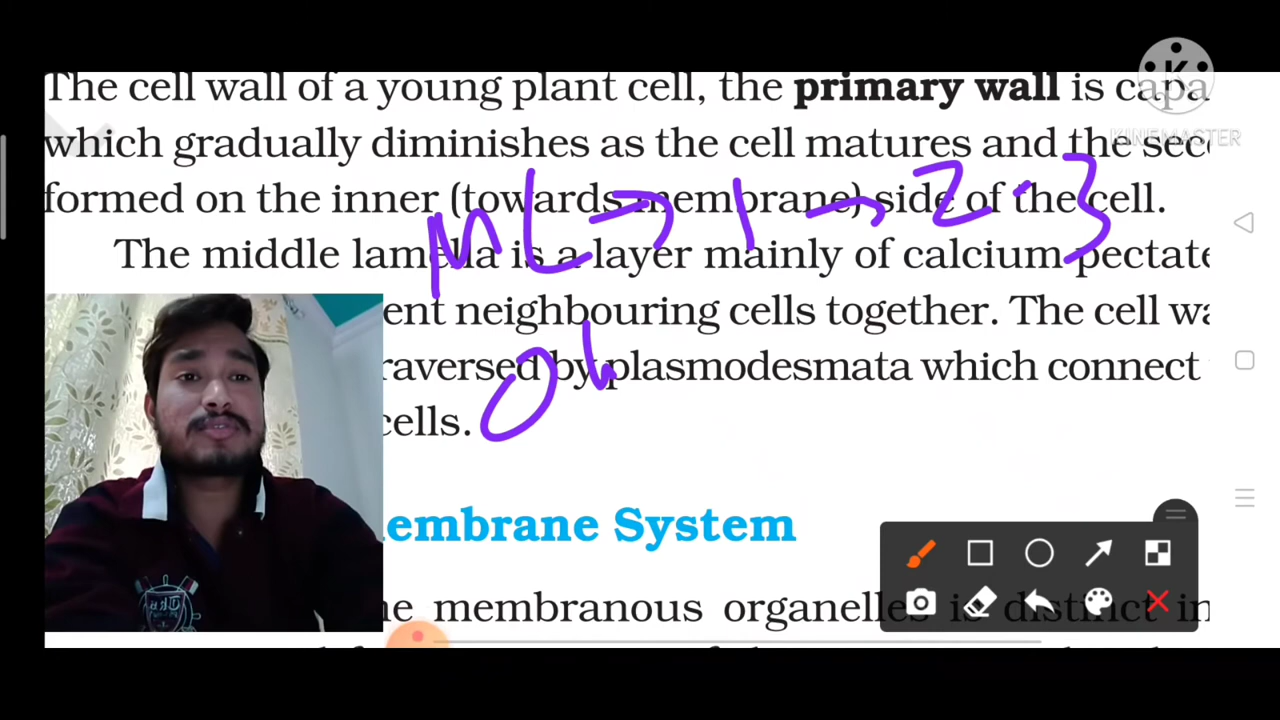 The cell wall of a young plant cell, the primary wall is capa
which gradually diminishes as the cell matures and the seco
formed on the inner (towards membrane) side of the cell.
ML → 1 → 2 · 3
The middle lamella is a layer mainly of calcium pectate
ent neighbouring cells together. The cell wa
raversed by plasmodesmata which connect
cells.
embrane System
he membranous organelles is distinct in
KINEMASTER